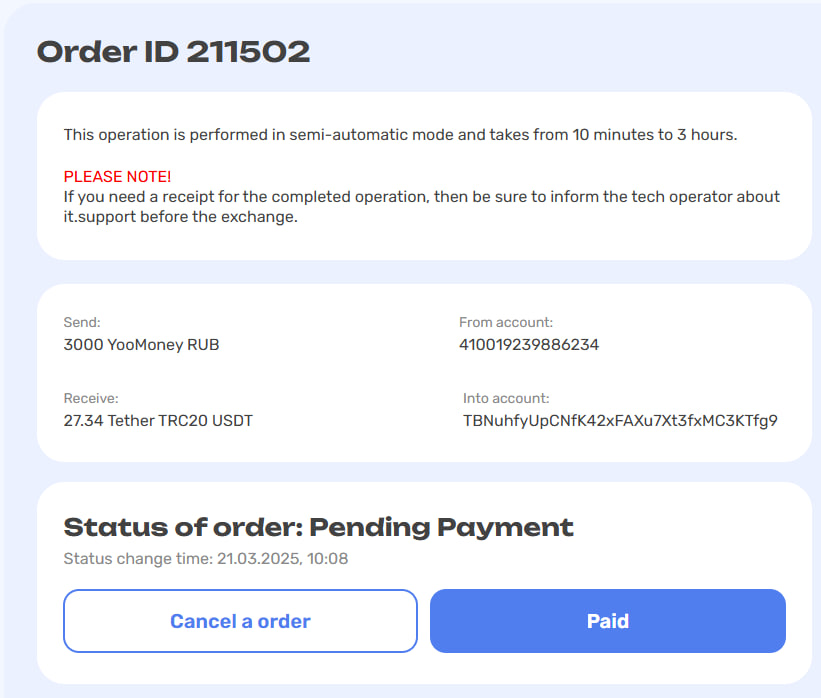 Order ID 211502
This operation is performed in semi-automatic mode and takes from 10 minutes to 3 hours.
PLEASE NOTE!
If you need a receipt for the completed operation, then be sure to inform the tech operator about
it.support before the exchange.
Send:
3000 YooMoney RUB
From account:
410019239886234
Receive:
27.34 Tether TRC20 USDT
Into account:
TBNuhfyUpCNfK42xFAXu7Xt3fxMC3KTfg9
Status of order: Pending Payment
Status change time: 21.03.2025, 10:08
Cancel a order
Paid